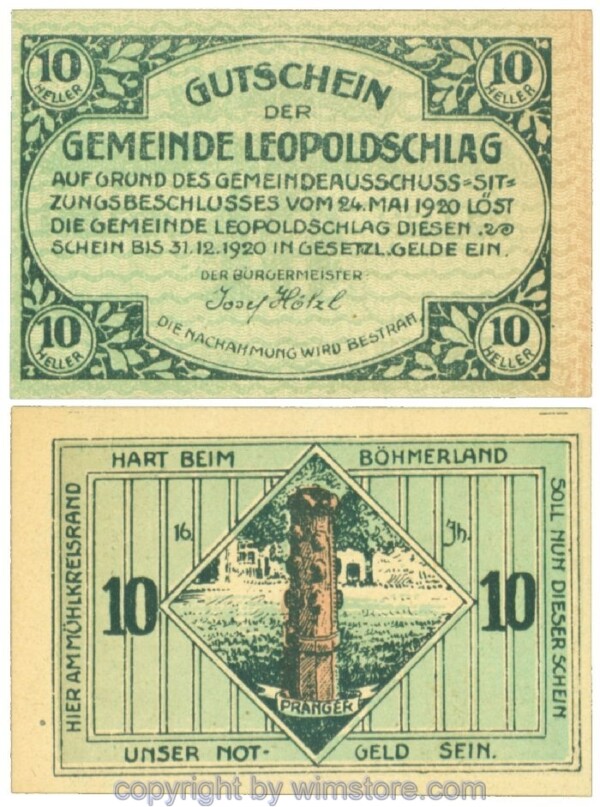 10 HELLER
10 HELLER
GUTSCHEIN
DER
GEMEINDE LEOPOLDSCHLAG
AUF GRUND DES GEMEINDEAUSSCHUSS=SIT=
ZUNGSBESCHLUSSES VOM 24. MAI 1920 LÖST
DIE GEMEINDE LEOPOLDSCHLAG DIESEN
SCHEIN BIS 31.12.1920 IN GESETZL. GELDE EIN.
DER BÜRGERMEISTER
Josef Hötzl
DIE NACHAHMUNG WIRD BESTRAFT.
10 HELLER
10 HELLER
HART BEIM BÖHMERLAND
HIER AM MÜHLKREISRAND
SOLL NUN DIESER SCHEIN
16. Jh.
10
10
PRANGER
UNSER NOT- GELD SEIN.
copyright by wimstore.com